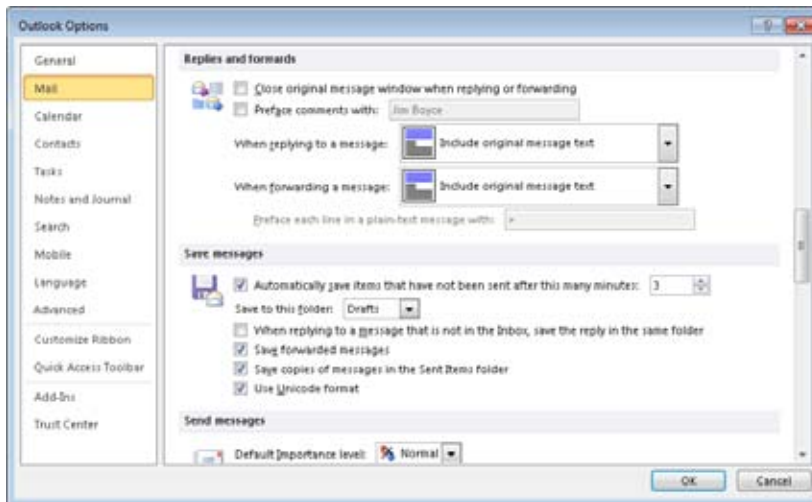 Outlook Options
General
Mail
Calendar
Contacts
Tasks
Notes and Journal
Search
Mobile
Language
Advanced
Customize Ribbon
Quick Access Toolbar
Add-Ins
Trust Center
Replies and forwards
Close original message window when replying or forwarding
Preface comments with: Jim Boyce
When replying to a message: Include original message text
When forwarding a message: Include original message text
Preface each line in a plain-text message with: >
Save messages
Automatically save items that have not been sent after this many minutes: 3
Save to this folder: Drafts
When replying to a message that is not in the Inbox, save the reply in the same folder
Save forwarded messages
Save copies of messages in the Sent Items folder
Use Unicode format
Send messages
Default Importance level: Normal
OK Cancel